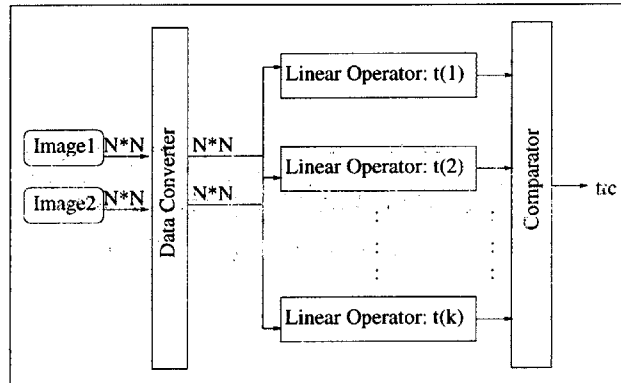 Image1
N*N
Image2
N*N
Data Converter
N*N
N*N
Linear Operator: t(1)
Linear Operator: t(2)
Linear Operator: t(k)
Comparator